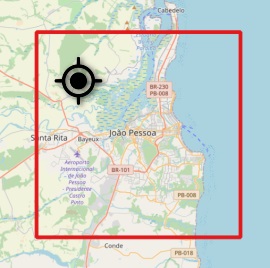 Cabedelo
BR-230
PB-008
Santa Rita
Bayeux
João Pessoa
Aeroporto
Internacional
de João
Pessoa -
Presidente
Castro
Pinto
BR-101
PB-008
Conde
PB-018